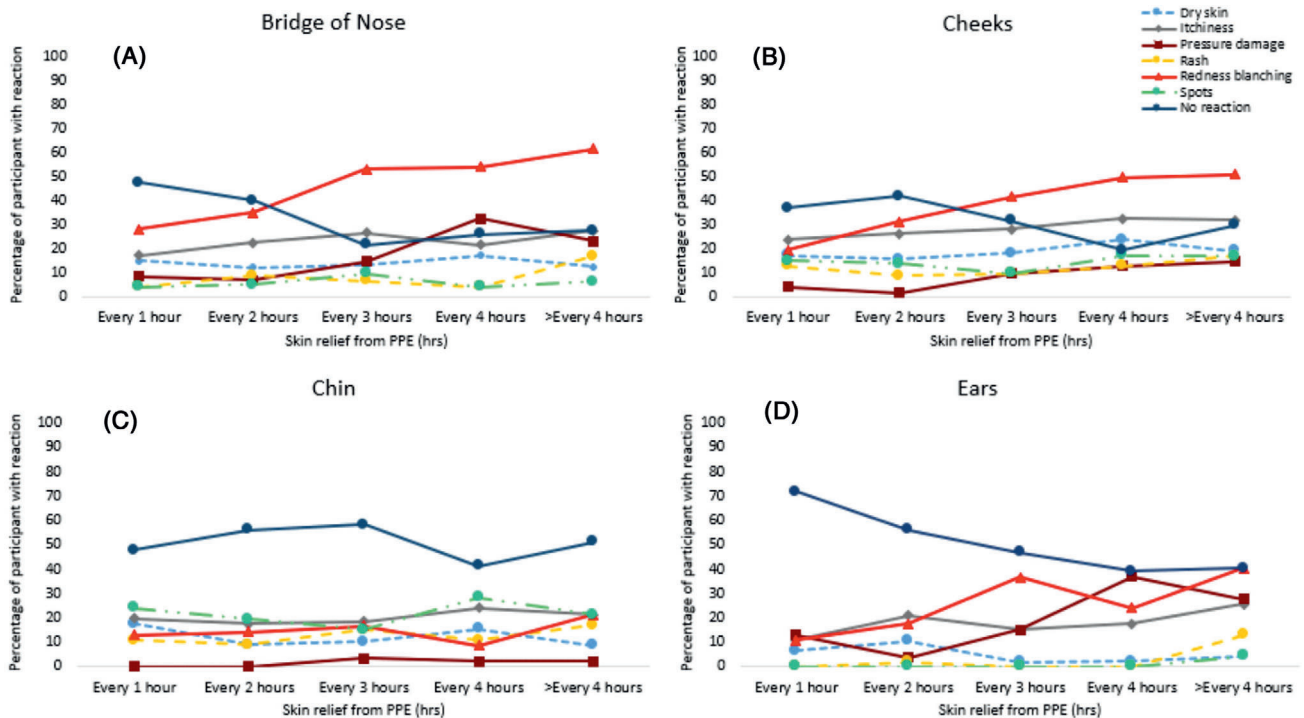 Bridge of Nose
(A)
Percentage of participant with reaction
100
90
80
70
60
50
40
30
20
10
0
Every 1 hour Every 2 hours Every 3 hours Every 4 hours >Every 4 hours
Skin relief from PPE (hrs)
Cheeks
(B)
Dry skin
Itchiness
Pressure damage
Rash
Redness blanching
Spots
No reaction
Percentage of participant with reaction
100
90
80
70
60
50
40
30
20
10
0
Every 1 hour Every 2 hours Every 3 hours Every 4 hours >Every 4 hours
Skin relief from PPE (hrs)
Chin
(C)
Percentage of participant with reaction
100
90
80
70
60
50
40
30
20
10
0
Every 1 hour Every 2 hours Every 3 hours Every 4 hours >Every 4 hours
Skin relief from PPE (hrs)
Ears
(D)
Percentage of participant with reaction
100
90
80
70
60
50
40
30
20
10
0
Every 1 hour Every 2 hours Every 3 hours Every 4 hours >Every 4 hours
Skin relief from PPE (hrs)